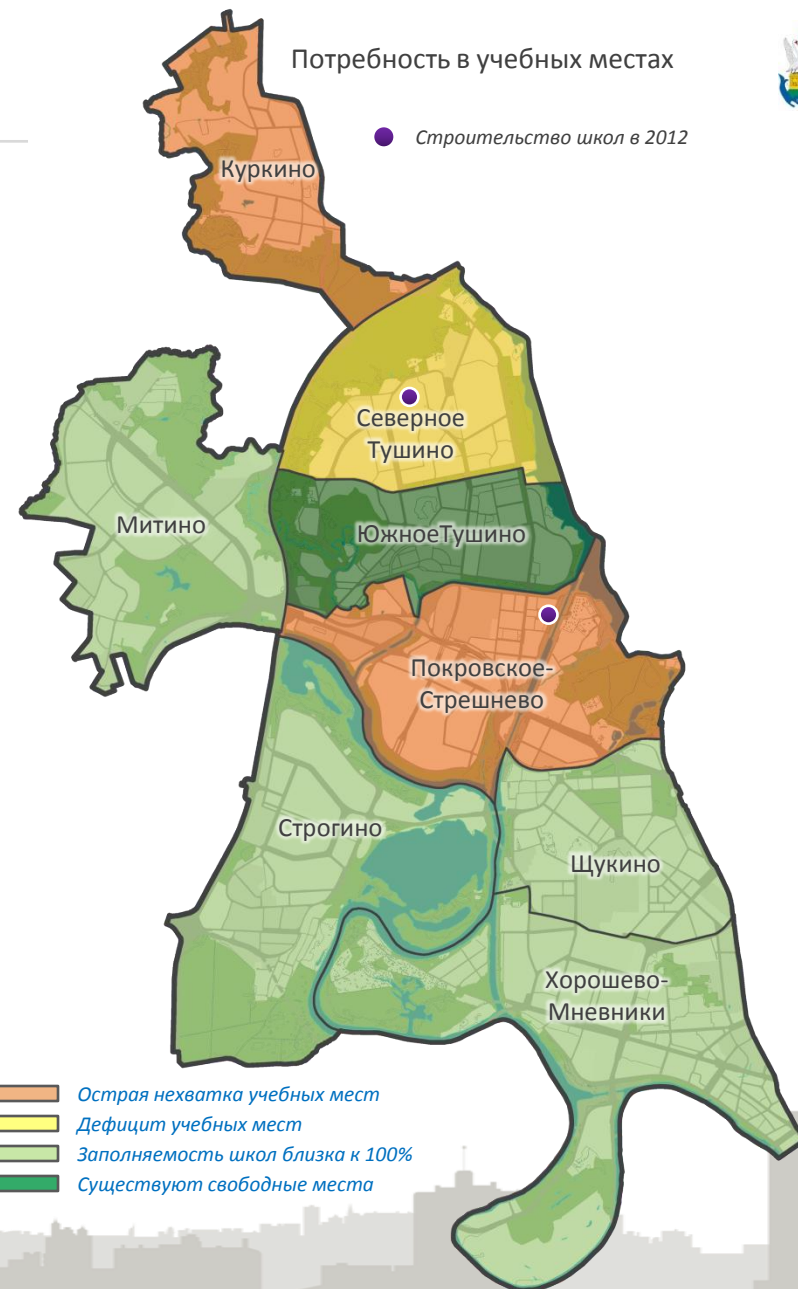 Потребность в учебных местах
Строительство школ в 2012
Куркино
Северное
Тушино
Митино
ЮжноеТушино
Покровское-
Стрешнево
Строгино
Щукино
Хорошево-
Мневники
Острая нехватка учебных мест
Дефицит учебных мест
Заполняемость школ близка к 100%
Существуют свободные места